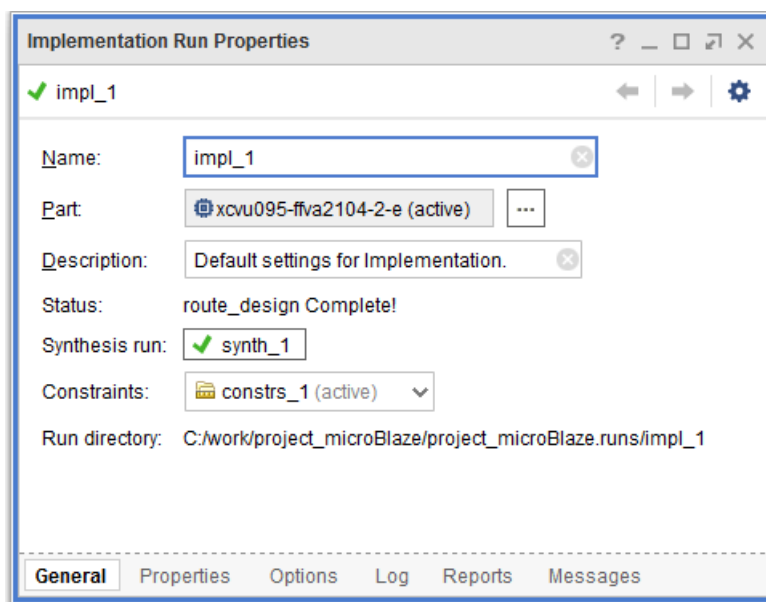 Implementation Run Properties
impl_1
Name: impl_1
Part: xcvu095-ffva2104-2-e (active) ...
Description: Default settings for Implementation.
Status: route_design Complete!
Synthesis run: synth_1
Constraints: constrs_1 (active)
Run directory: C:/work/project_microBlaze/project_microBlaze.runs/impl_1
General Properties Options Log Reports Messages